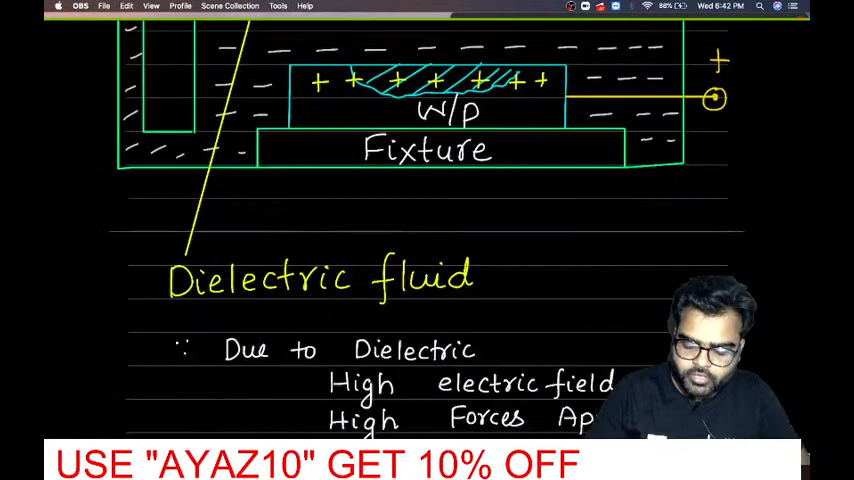 OBS File Edit View Profile Scene Collection Tools Help 88% Wed 6:42 PM
+ + + + + + +
W/P
Fixture
Dielectric fluid
∵ Due to Dielectric
High electric field
High Forces Ap
USE "AYAZ10" GET 10% OFF